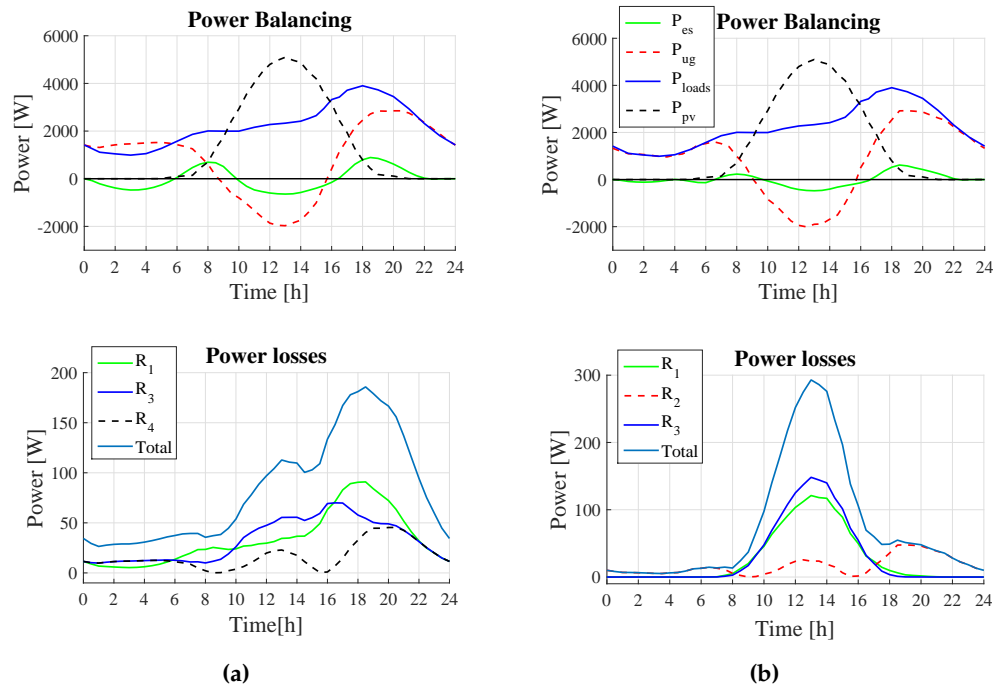 Power Balancing
6000
4000
2000
0
-2000
Power [W]
0 2 4 6 8 10 12 14 16 18 20 22 24
Time [h]
Power Balancing
P_es
P_ug
P_loads
P_pv
6000
4000
2000
0
-2000
Power [W]
0 2 4 6 8 10 12 14 16 18 20 22 24
Time [h]
Power losses
R_1
R_3
R_4
Total
200
150
100
50
0
Power [W]
0 2 4 6 8 10 12 14 16 18 20 22 24
Time[h]
(a)
Power losses
R_1
R_2
R_3
Total
300
200
100
0
Power [W]
0 2 4 6 8 10 12 14 16 18 20 22 24
Time [h]
(b)